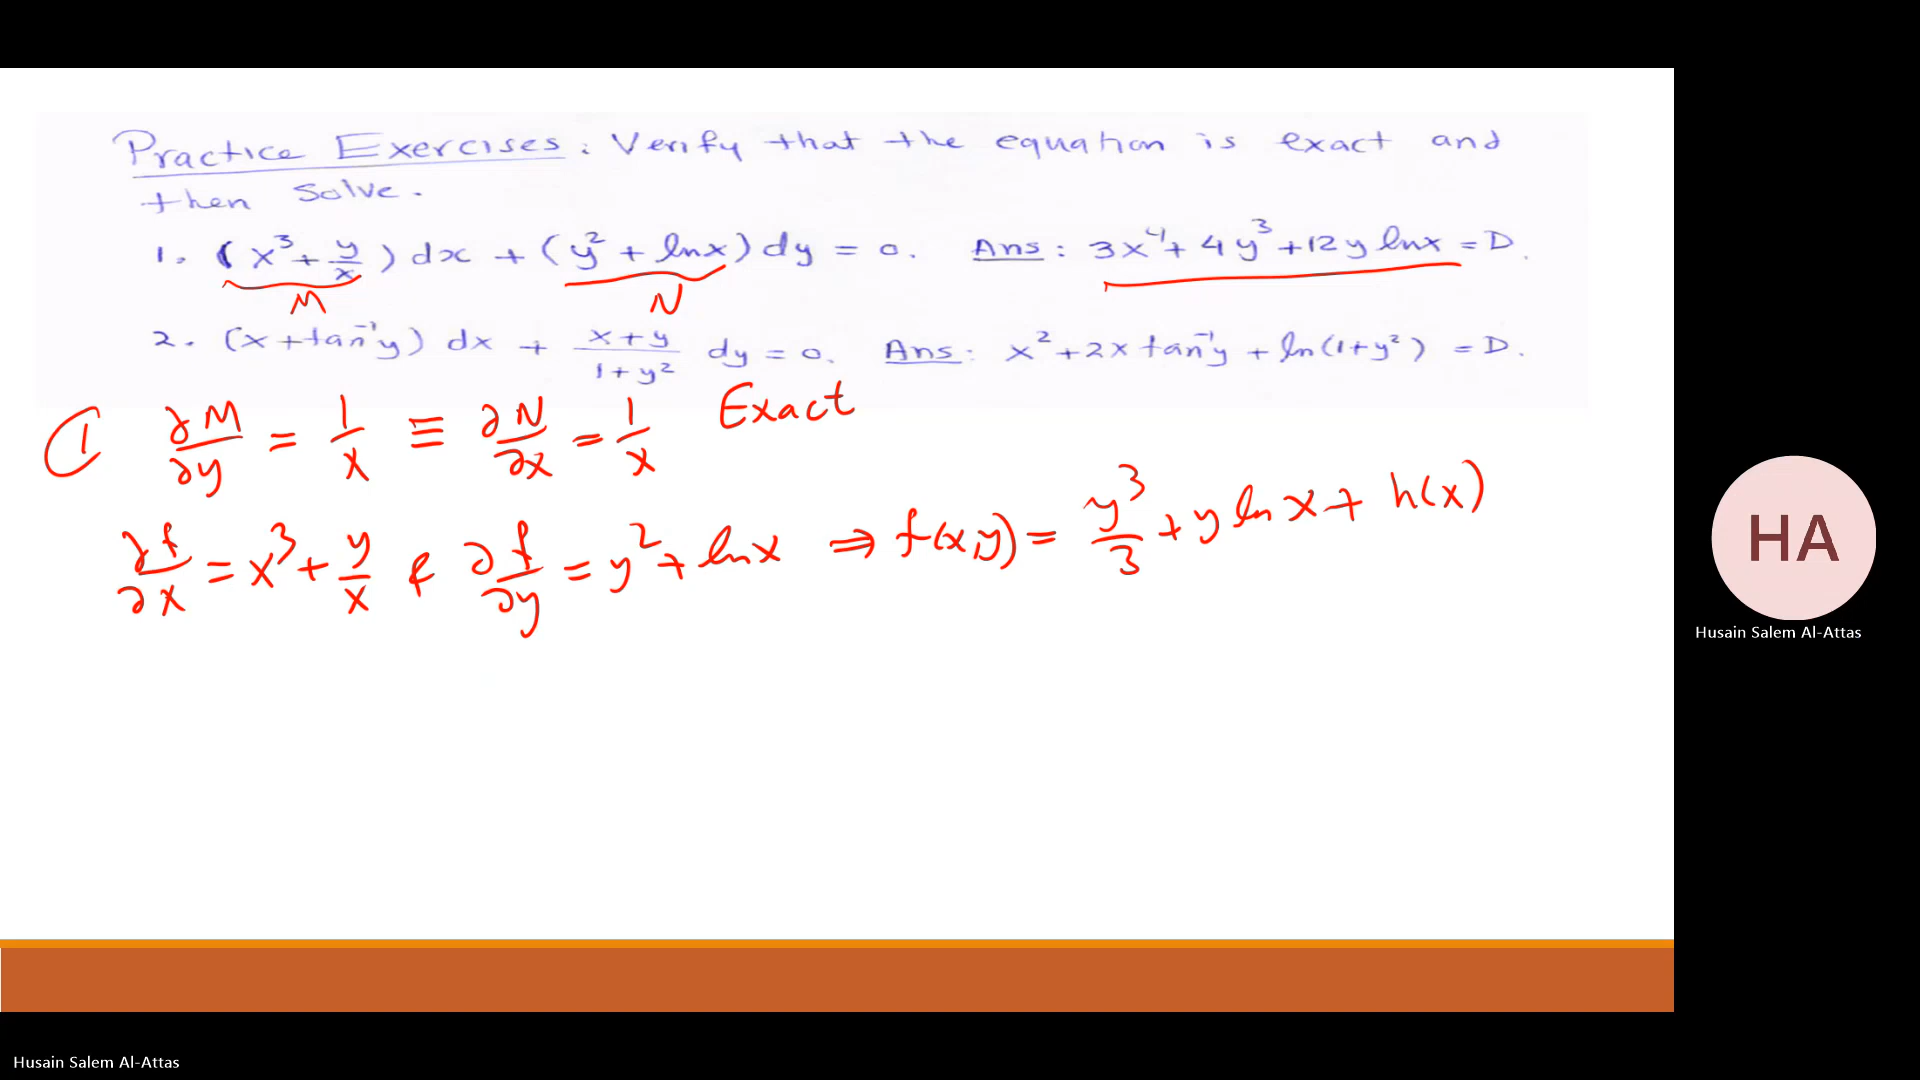 Practice Exercises: Verify that the equation is exact and
then solve.
1. (x³ + y/x) dx + (y² + ln x) dy = 0. Ans: 3x⁴ + 4y³ + 12y ln x = D.
M N
2. (x + tan⁻¹y) dx + (x+y)/(1+y²) dy = 0. Ans: x² + 2x tan⁻¹y + ln(1+y²) = D.
① ∂M/∂y = 1/x ≡ ∂N/∂x = 1/x Exact
∂f/∂x = x³ + y/x & ∂f/∂y = y² + ln x ⇒ f(x,y) = y³/3 + y ln x + h(x)
HA
Husain Salem Al-Attas
Husain Salem Al-Attas